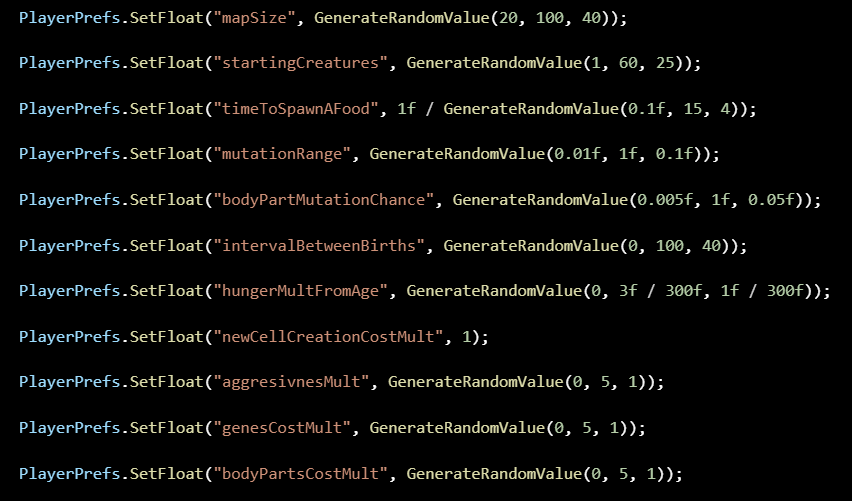 PlayerPrefs.SetFloat("mapSize", GenerateRandomValue(20, 100, 40));
PlayerPrefs.SetFloat("startingCreatures", GenerateRandomValue(1, 60, 25));
PlayerPrefs.SetFloat("timeToSpawnAFood", 1f / GenerateRandomValue(0.1f, 15, 4));
PlayerPrefs.SetFloat("mutationRange", GenerateRandomValue(0.01f, 1f, 0.1f));
PlayerPrefs.SetFloat("bodyPartMutationChance", GenerateRandomValue(0.005f, 1f, 0.05f));
PlayerPrefs.SetFloat("intervalBetweenBirths", GenerateRandomValue(0, 100, 40));
PlayerPrefs.SetFloat("hungerMultFromAge", GenerateRandomValue(0, 3f / 300f, 1f / 300f));
PlayerPrefs.SetFloat("newCellCreationCostMult", 1);
PlayerPrefs.SetFloat("aggresivnesMult", GenerateRandomValue(0, 5, 1));
PlayerPrefs.SetFloat("genesCostMult", GenerateRandomValue(0, 5, 1));
PlayerPrefs.SetFloat("bodyPartsCostMult", GenerateRandomValue(0, 5, 1));